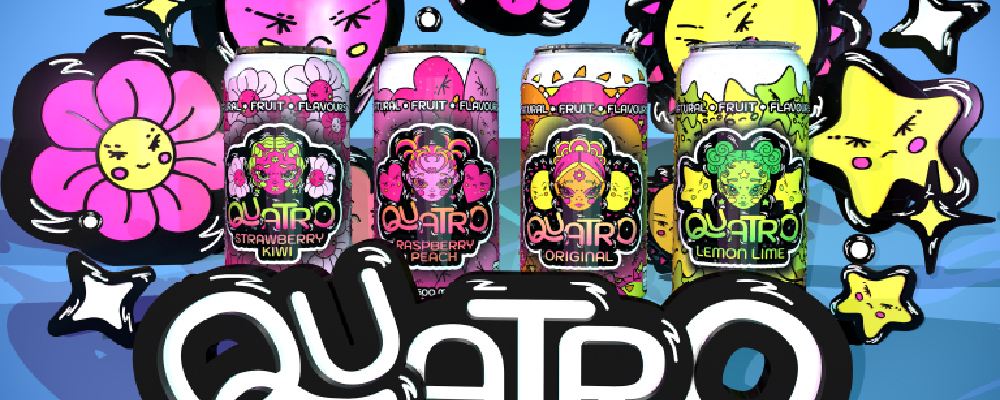 NATURAL • FRUIT • FLAVOURS
NATURAL • FRUIT • FLAVOURS
NATURAL • FRUIT • FLAVOURS
NATURAL • FRUIT • FLAVOURS
QUATRO
STRAWBERRY
KIWI
QUATRO
RASPBERRY
PEACH
QUATRO
ORIGINAL
QUATRO
LEMON LIME
QUATRO